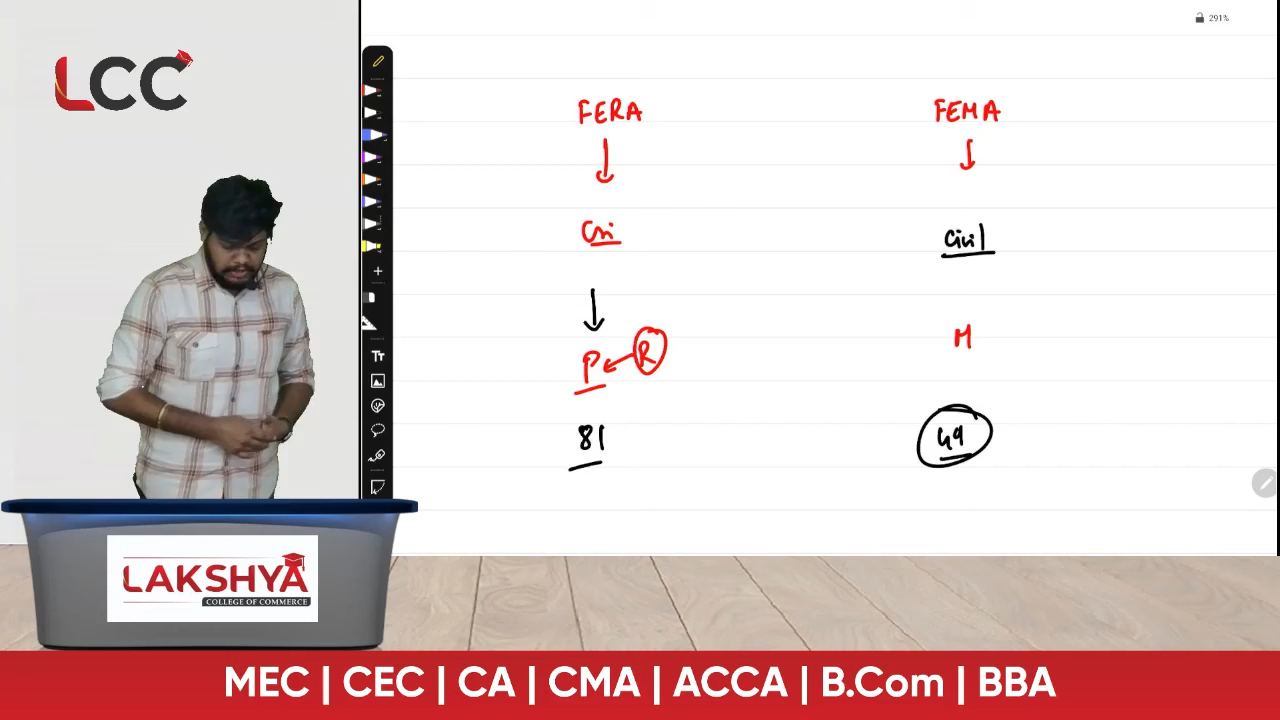 291%
LCC
FERA
FEMA
Cri
Civil
P
R
M
81
49
Tт
LAKSHYA
COLLEGE OF COMMERCE
MEC | CEC | CA | CMA | ACCA | B.Com | BBA